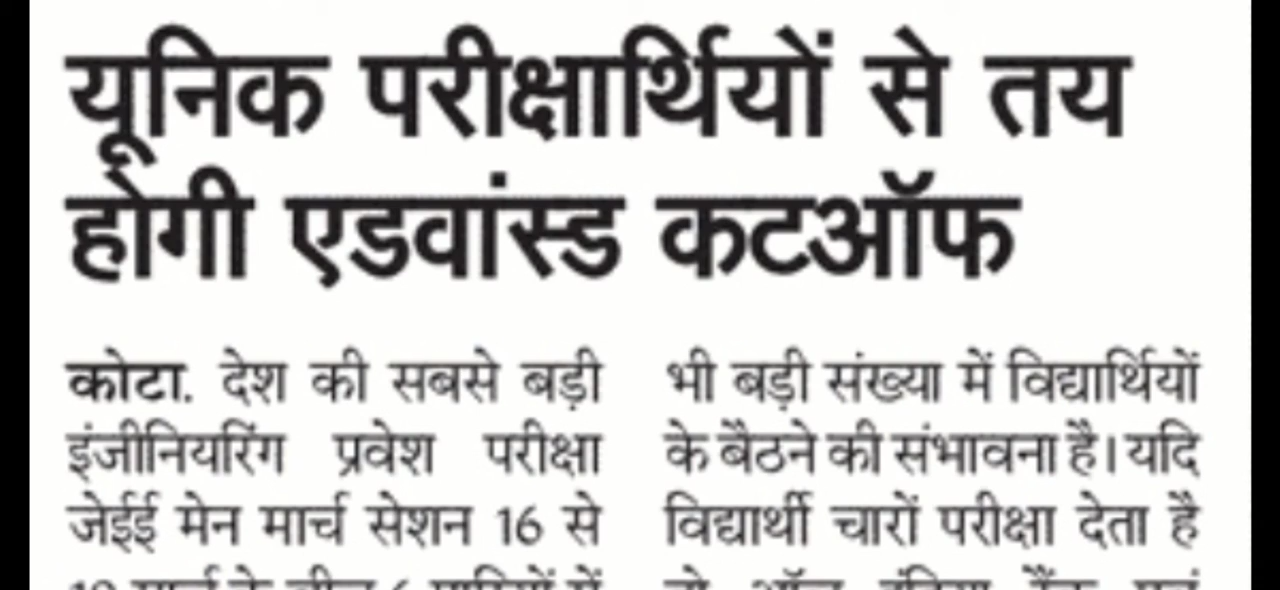 यूनिक परीक्षार्थियों से तय
होगी एडवांस्ड कटऑफ
कोटा. देश की सबसे बड़ी
इंजीनियरिंग प्रवेश परीक्षा
जेईई मेन मार्च सेशन 16 से
भी बड़ी संख्या में विद्यार्थियों
के बैठने की संभावना है। यदि
विद्यार्थी चारों परीक्षा देता है